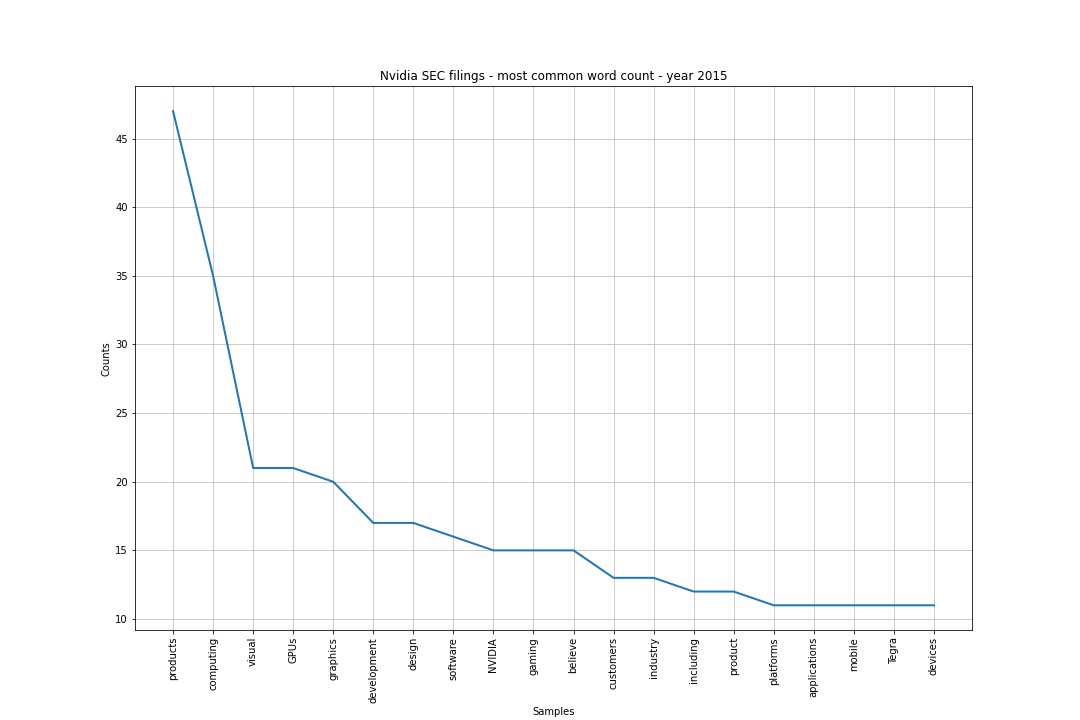 Nvidia SEC filings - most common word count - year 2015
45
40
35
30
25
20
15
10
Counts
products
computing
visual
GPUs
graphics
development
design
software
NVIDIA
gaming
believe
customers
industry
including
product
platforms
applications
mobile
Tegra
devices
Samples